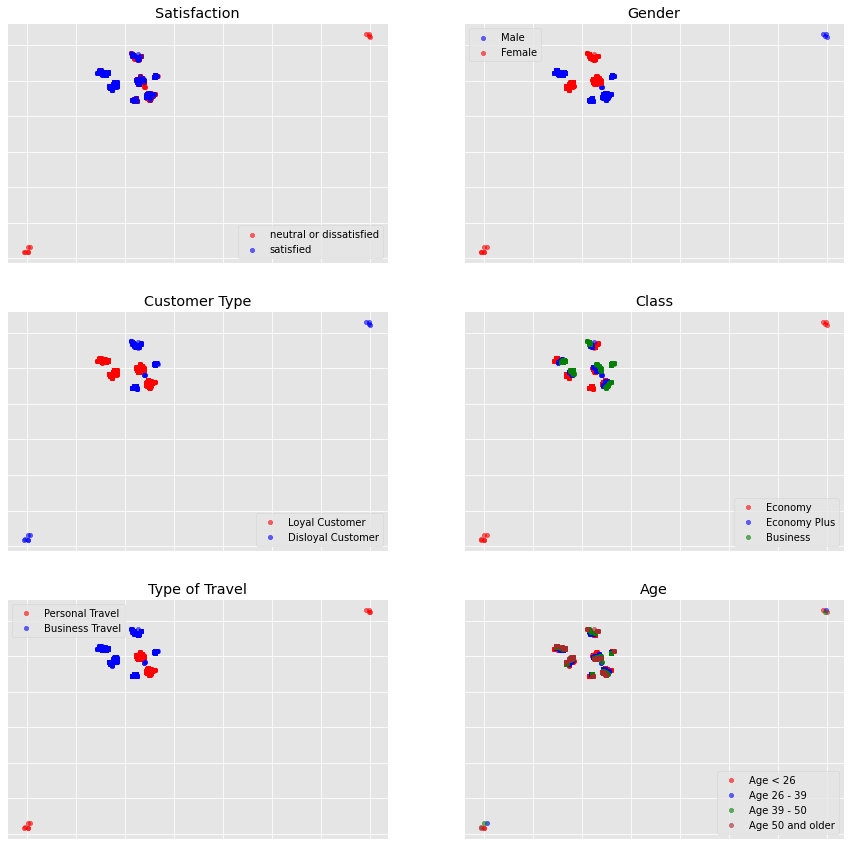 Satisfaction
neutral or dissatisfied
satisfied
Gender
Male
Female
Customer Type
Loyal Customer
Disloyal Customer
Class
Economy
Economy Plus
Business
Type of Travel
Personal Travel
Business Travel
Age
Age < 26
Age 26 - 39
Age 39 - 50
Age 50 and older